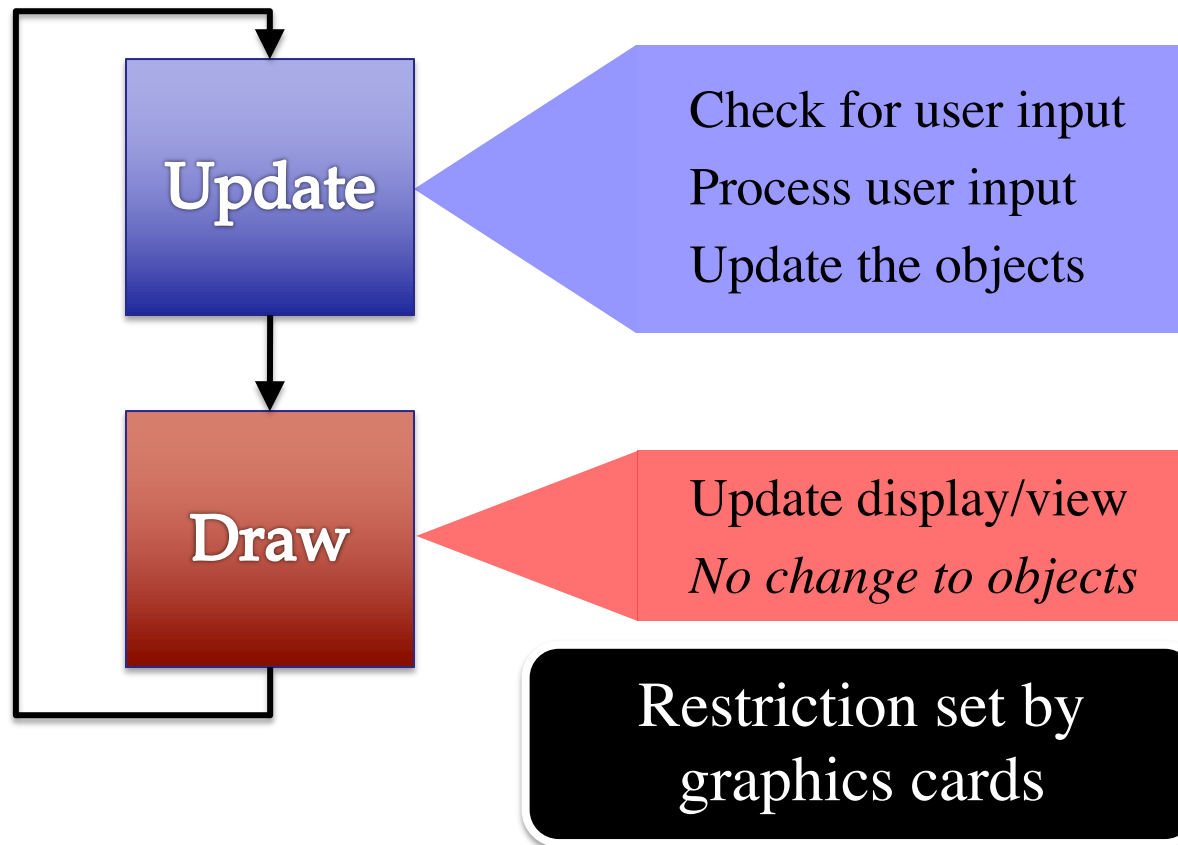 Update
Check for user input
Process user input
Update the objects
Draw
Update display/view
No change to objects
Restriction set by
graphics cards